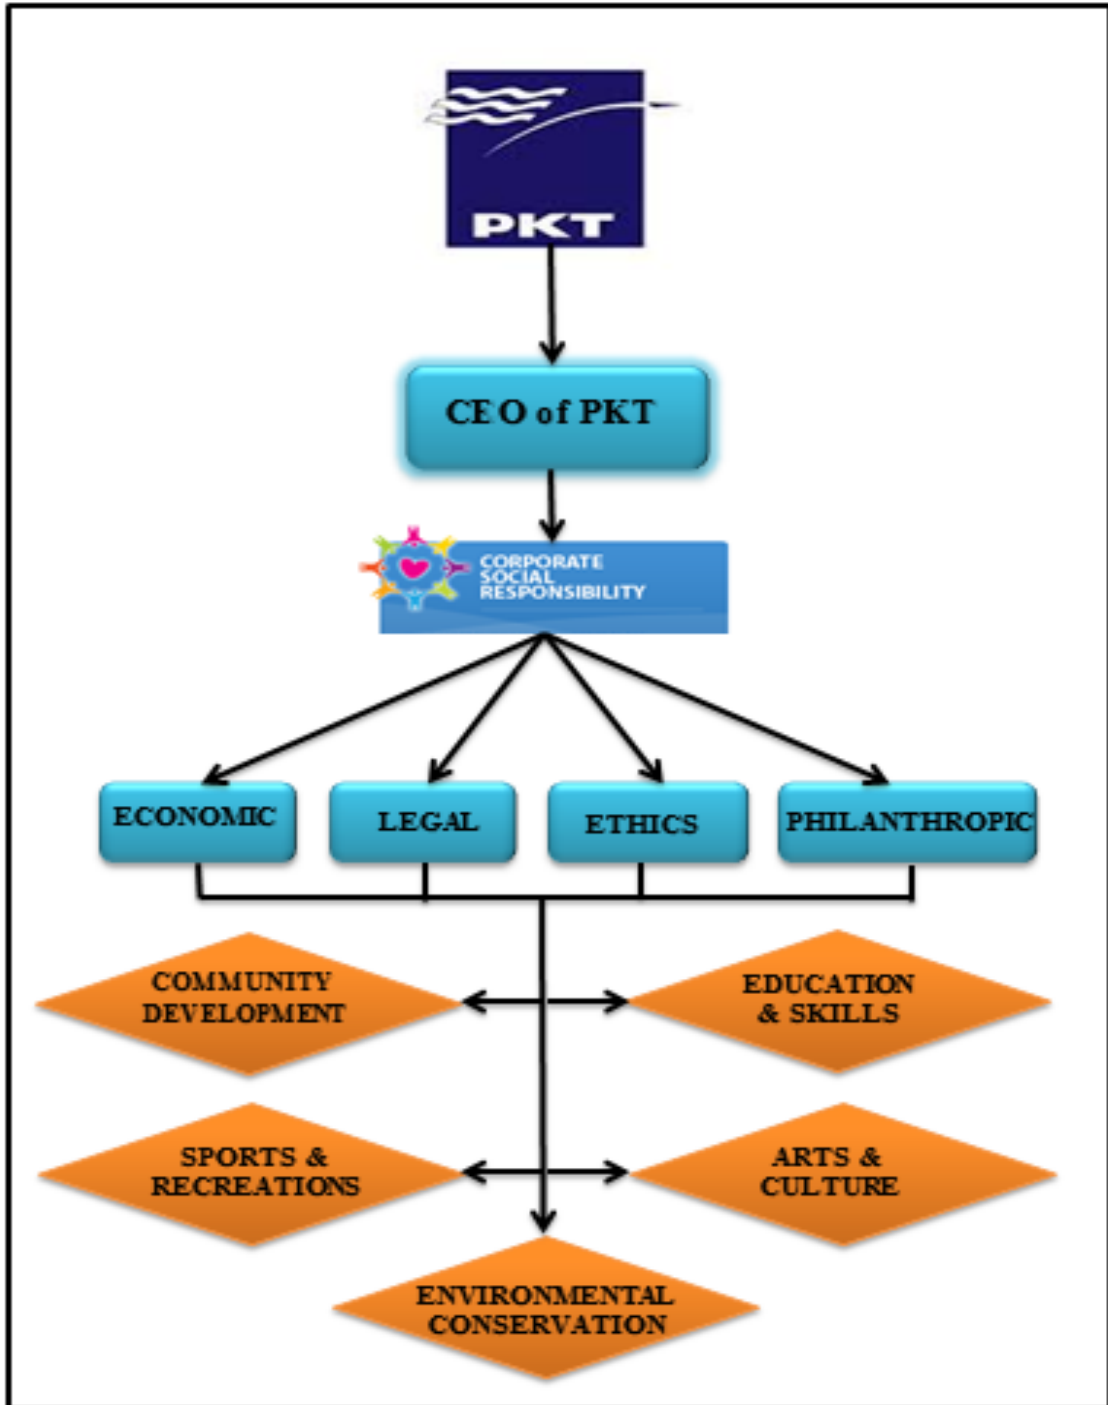 PKT
CEO of PKT
CORPORATE
SOCIAL
RESPONSIBILITY
ECONOMIC
LEGAL
ETHICS
PHILANTHROPIC
COMMUNITY
DEVELOPMENT
EDUCATION
& SKILLS
SPORTS &
RECREATIONS
ARTS &
CULTURE
ENVIRONMENTAL
CONSERVATION